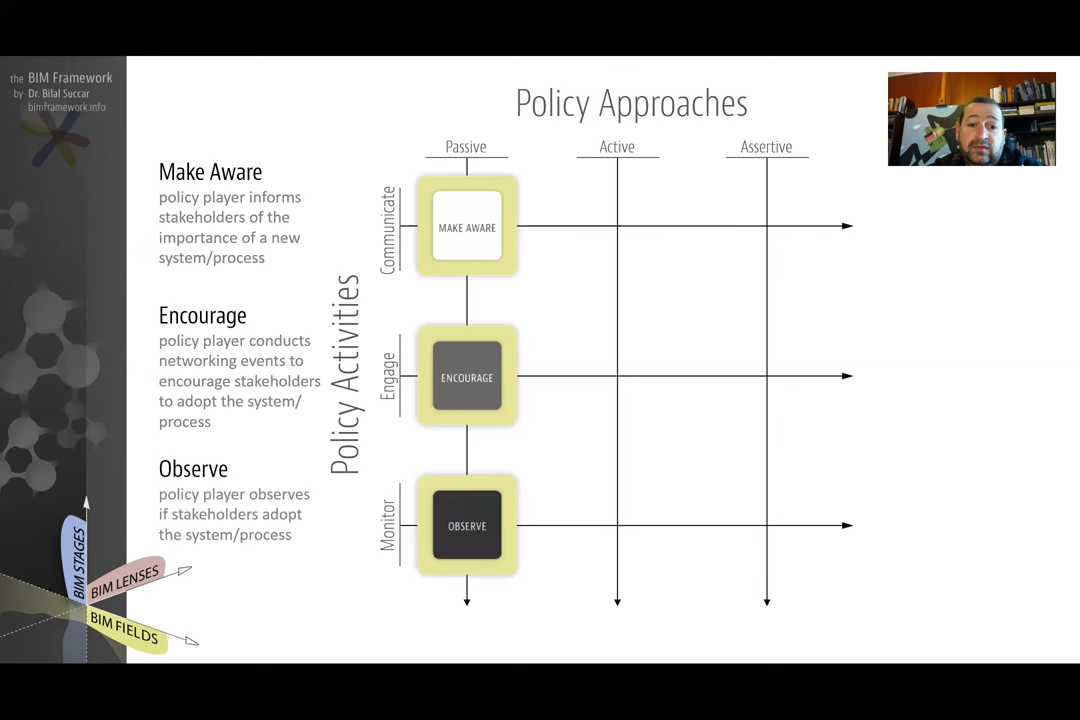 the BIM Framework
by Dr. Bilal Succar
bimframework.info
Policy Approaches
Passive
Active
Assertive
Make Aware
policy player informs
stakeholders of the
importance of a new
system/process
Encourage
policy player conducts
networking events to
encourage stakeholders
to adopt the system/
process
Observe
policy player observes
if stakeholders adopt
the system/process
Policy Activities
Communicate
MAKE AWARE
Engage
ENCOURAGE
Monitor
OBSERVE
BIM STAGES
BIM LENSES
BIM FIELDS